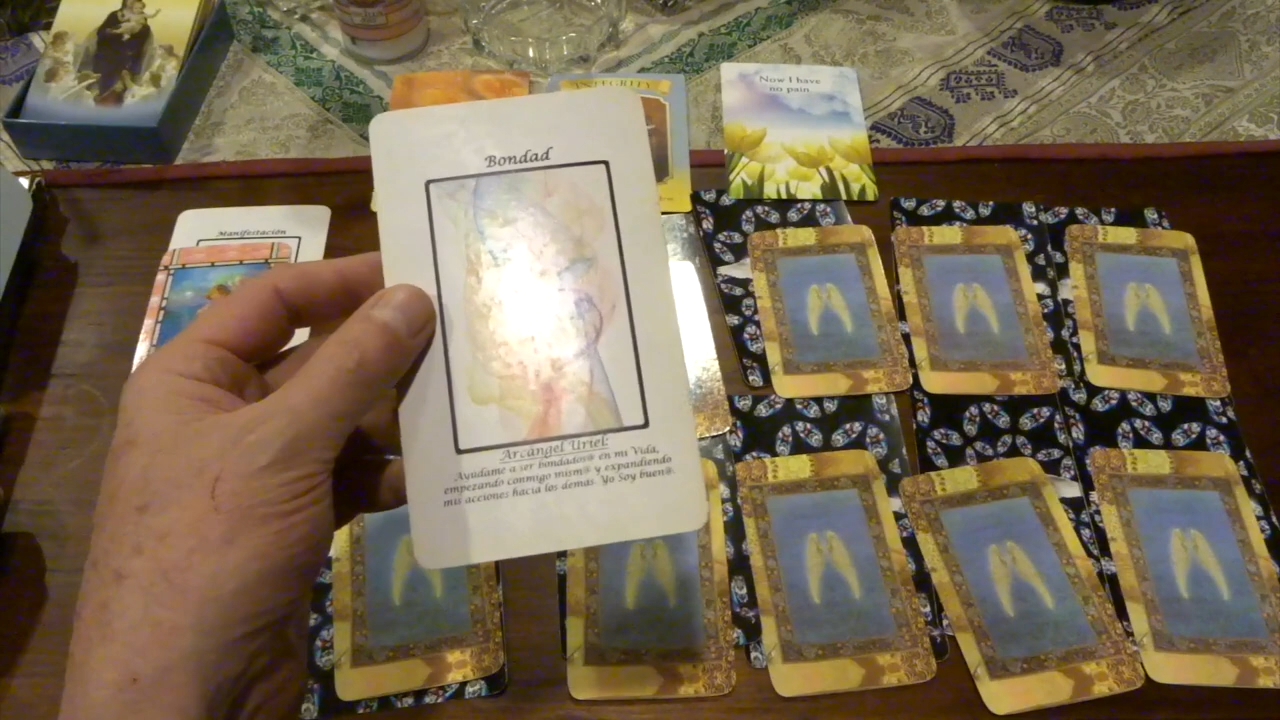 INTEGRITY
Now I have
no pain
Bondad
Manifestación
Arcángel Uriel:
Ayúdame a ser bondados@ en mi Vida,
empezando conmigo mism@ y expandiendo
mis acciones hacia los demás. Yo Soy buen@.